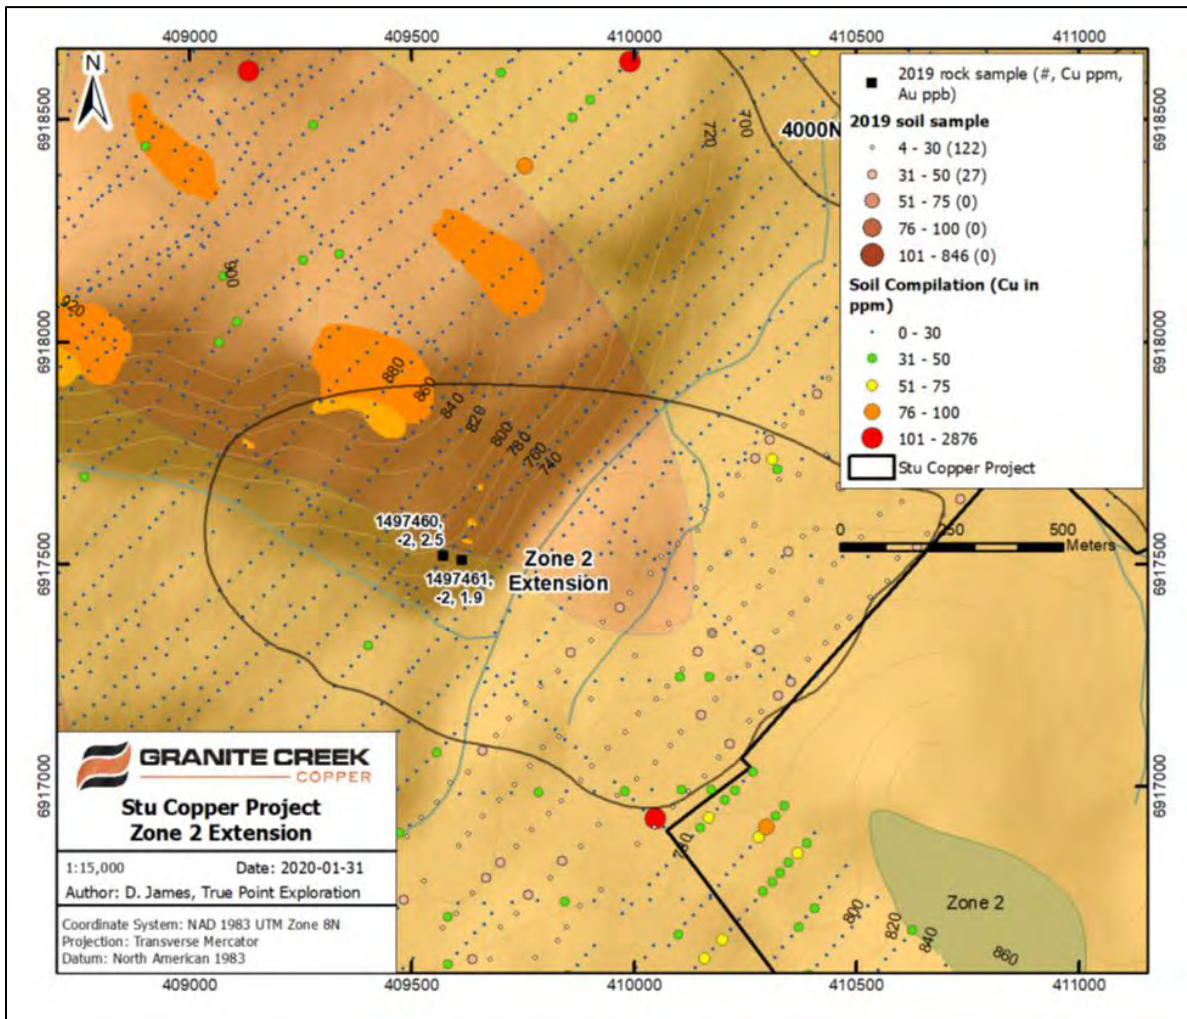 409000 409500 410000 410500 411000
N
6918500
6918000
6917500
6917000
6918500
6918000
6917500
6917000
4000N
700
720
700
900
920
880
860
840
820
800
780
760
740
1497460,
-2, 2.5
1497461,
-2, 1.9
Zone 2
Extension
2019 rock sample (#, Cu ppm,
Au ppb)
2019 soil sample
4 - 30 (122)
31 - 50 (27)
51 - 75 (0)
76 - 100 (0)
101 - 846 (0)
Soil Compilation (Cu in
ppm)
0 - 30
31 - 50
51 - 75
76 - 100
101 - 2876
Stu Copper Project
0 250 500
Meters
GRANITE CREEK
COPPER
Stu Copper Project
Zone 2 Extension
1:15,000 Date: 2020-01-31
Author: D. James, True Point Exploration
Coordinate System: NAD 1983 UTM Zone 8N
Projection: Transverse Mercator
Datum: North American 1983
Zone 2
800
820
840
860
409000 409500 410000 410500 411000